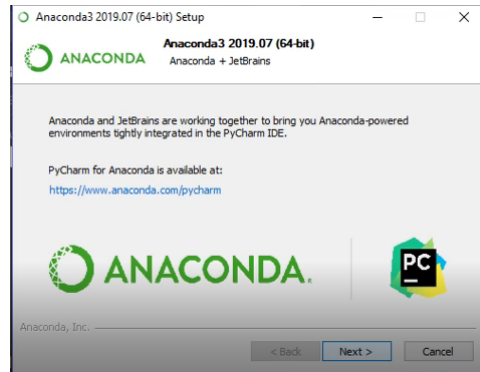 Anaconda3 2019.07 (64-bit) Setup
Anaconda3 2019.07 (64-bit)
ANACONDA
Anaconda + JetBrains
Anaconda and JetBrains are working together to bring you Anaconda-powered
environments tightly integrated in the PyCharm IDE.
PyCharm for Anaconda is available at:
https://www.anaconda.com/pycharm
ANACONDA.
PC
Anaconda, Inc.
< Back Next > Cancel